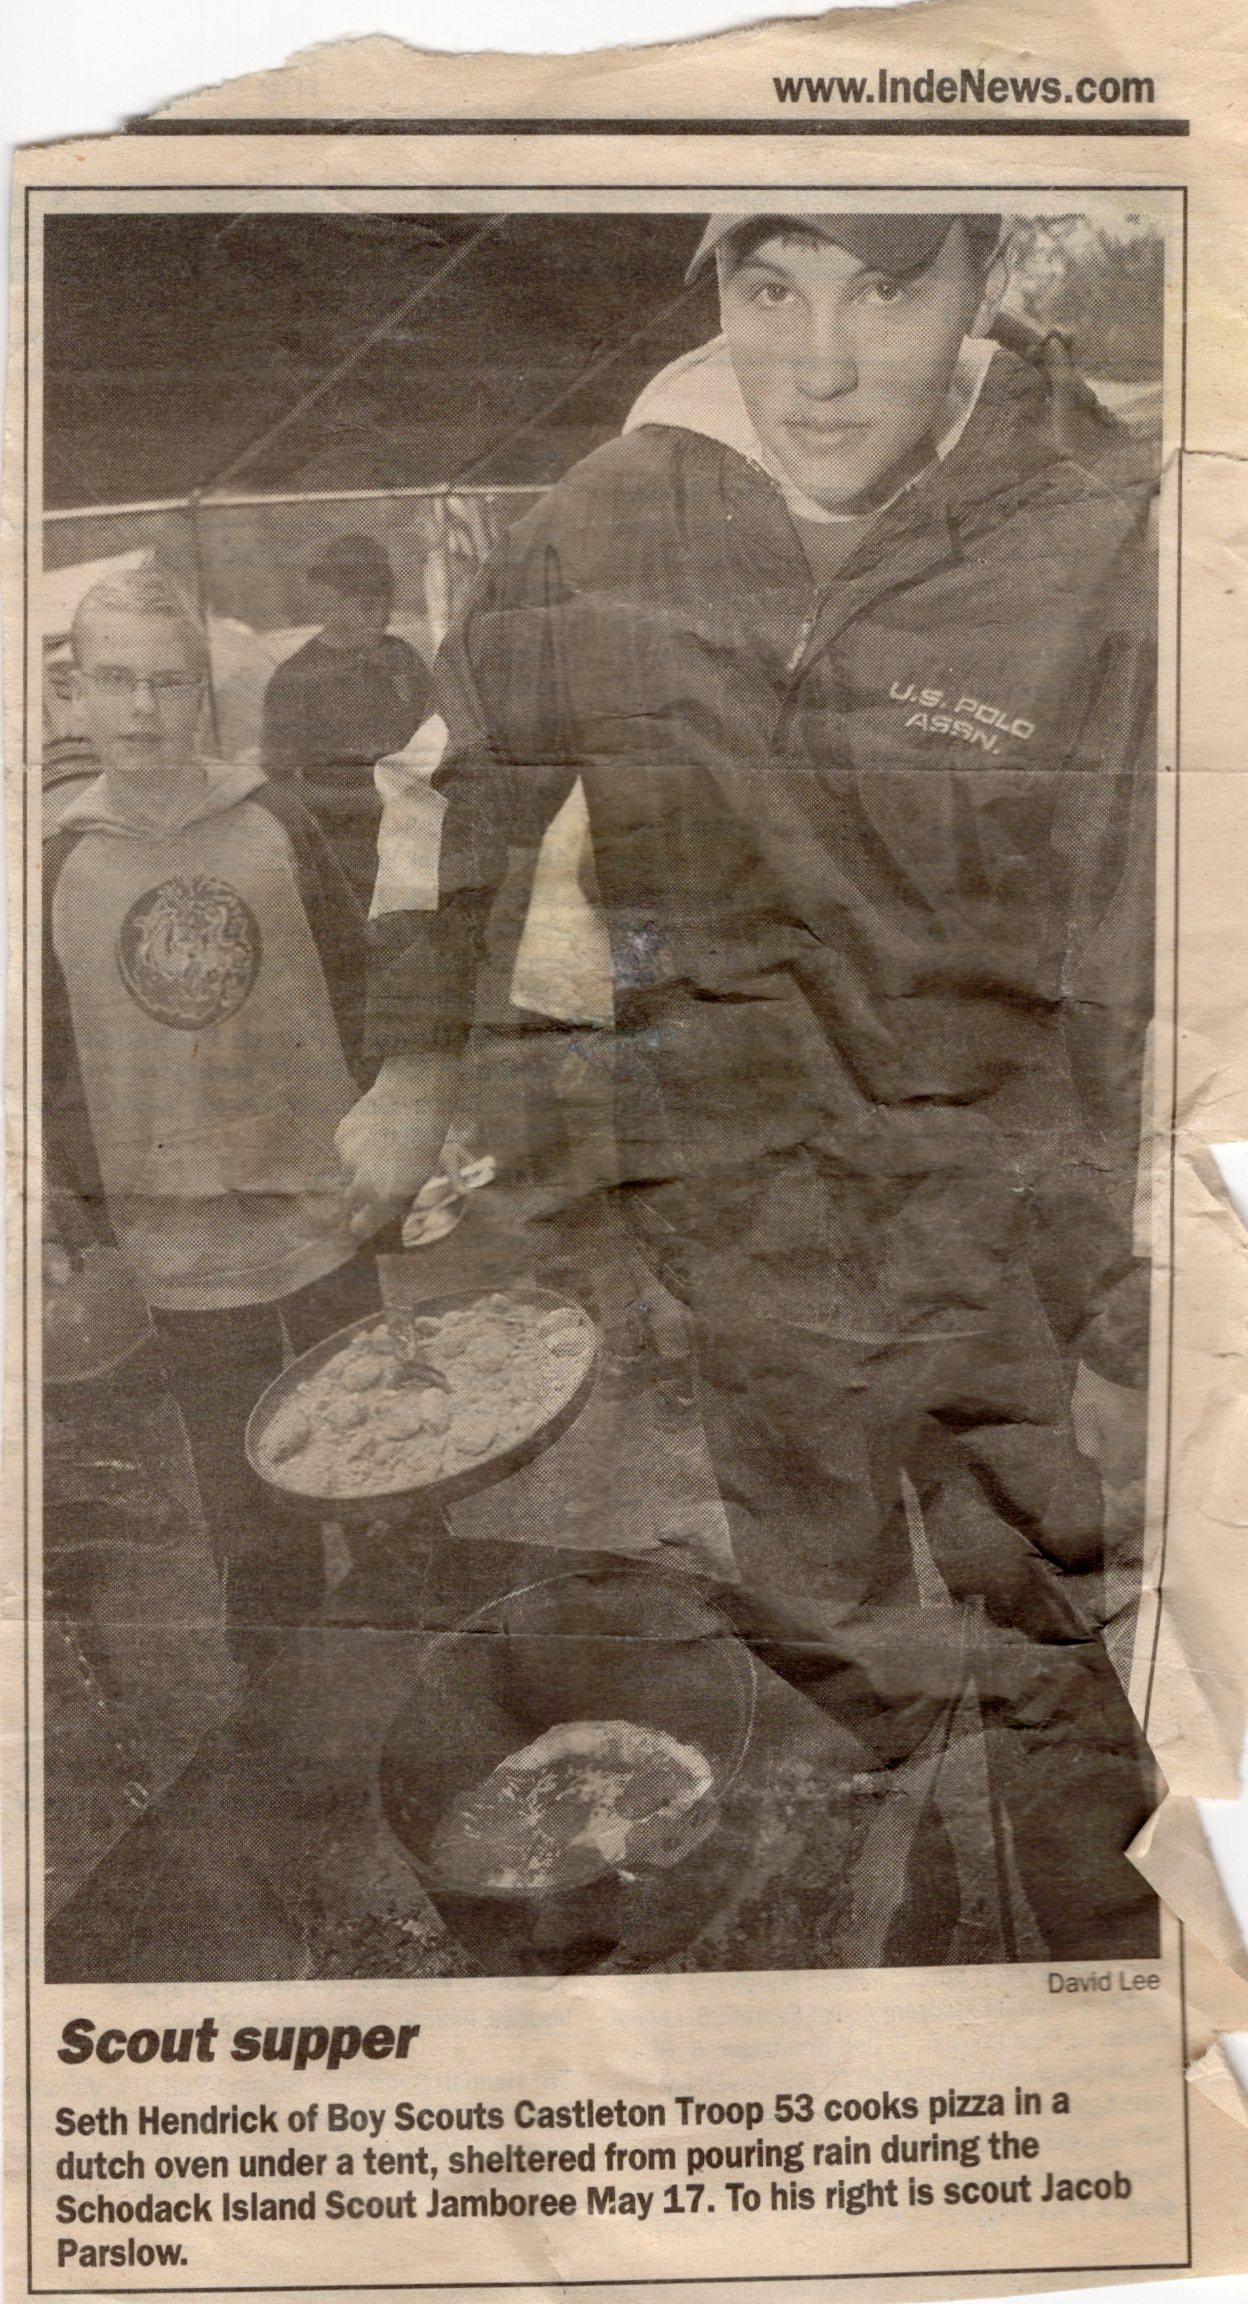 www.IndeNews.com
U.S. POLO
ASSN.
David Lee
Scout supper
Seth Hendrick of Boy Scouts Castleton Troop 53 cooks pizza in a
dutch oven under a tent, sheltered from pouring rain during the
Schodack Island Scout Jamboree May 17. To his right is scout Jacob
Parslow.